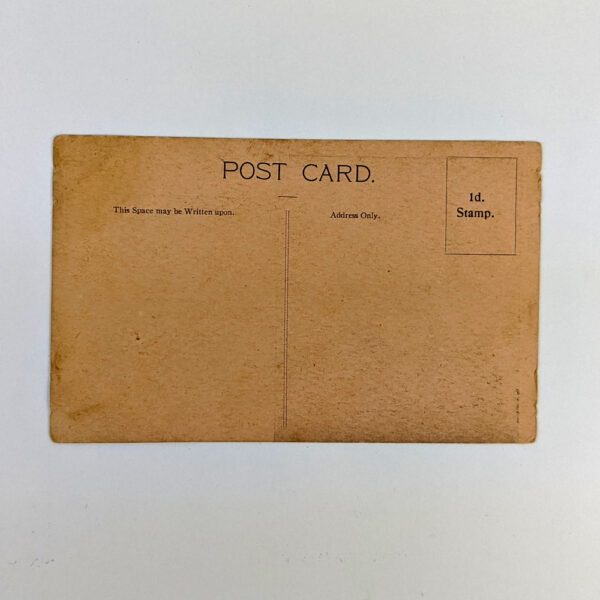 POST CARD.
This Space may be Written upon.
Address Only.
1d.
Stamp.